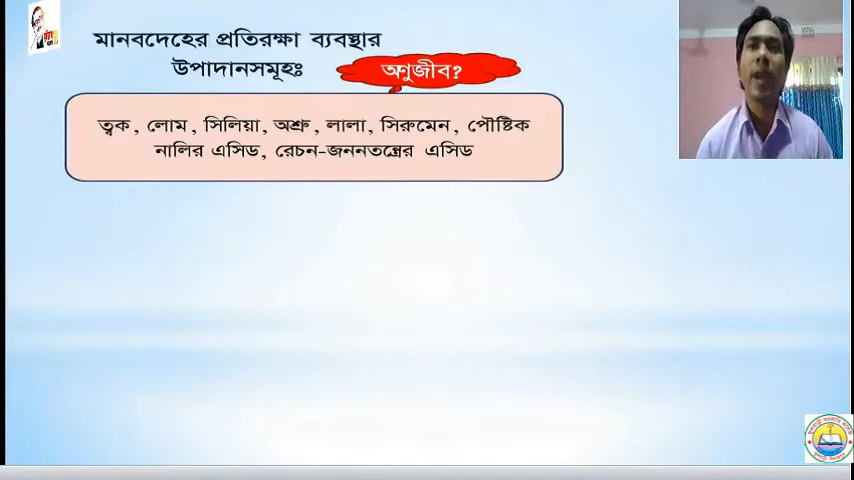 মানবদেহের প্রতিরক্ষা ব্যবস্থার
উপাদানসমূহঃ
অণুজীব?
ত্বক, লোম, সিলিয়া, অশ্রু, লালা, সিরুমেন, পৌষ্টিক
নালির এসিড, রেচন-জননতন্ত্রের এসিড